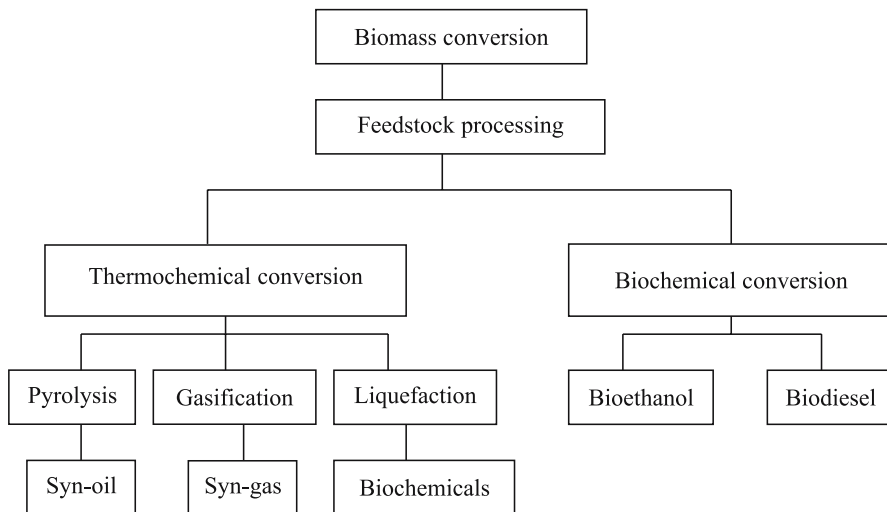 Biomass conversion
Feedstock processing
Thermochemical conversion
Biochemical conversion
Pyrolysis
Gasification
Liquefaction
Bioethanol
Biodiesel
Syn-oil
Syn-gas
Biochemicals